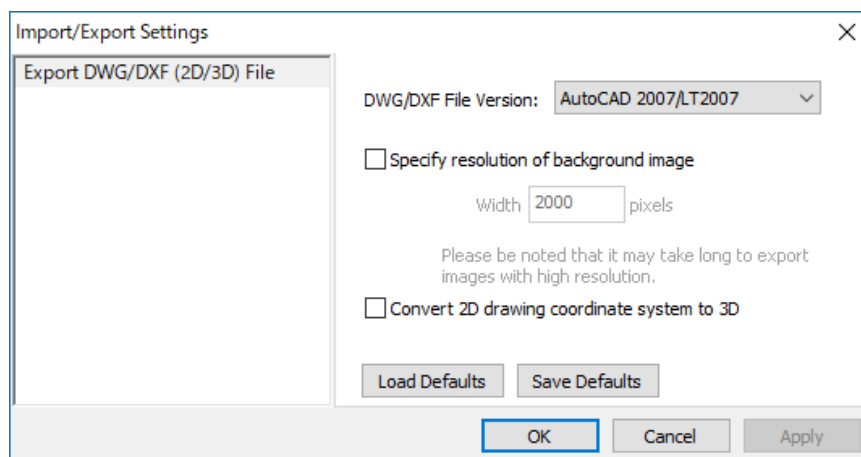 Import/Export Settings
Export DWG/DXF (2D/3D) File
DWG/DXF File Version: AutoCAD 2007/LT2007
Specify resolution of background image
Width 2000 pixels
Please be noted that it may take long to export
images with high resolution.
Convert 2D drawing coordinate system to 3D
Load Defaults Save Defaults
OK Cancel Apply